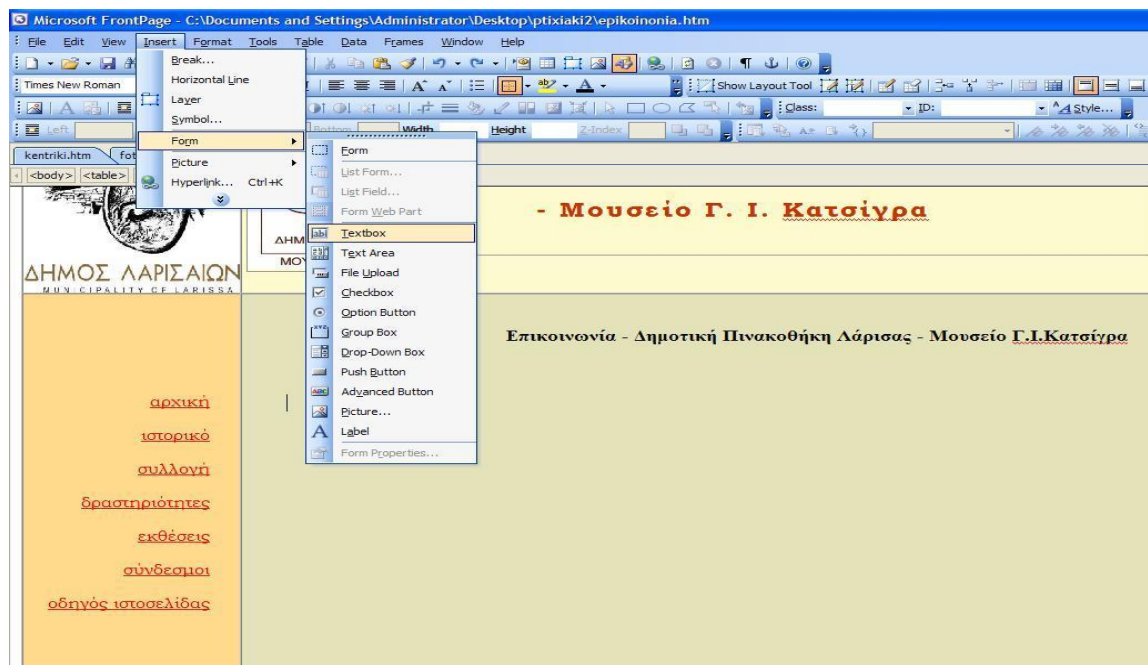 Microsoft FrontPage - C:\Documents and Settings\Administrator\Desktop\ptixiaki2\epikoinonia.htm
File Edit View Insert Format Tools Table Data Frames Window Help
Times New Roman
Show Layout Tool
Class: ID: Style...
Left Bottom Width Height Z-Index
kentriki.htm fot
<body> <table>
Break...
Horizontal Line
Layer
Symbol...
Form
Picture
Hyperlink... Ctrl+K
Form
List Form...
List Field...
Form Web Part
Textbox
Text Area
File Upload
Checkbox
Option Button
Group Box
Drop-Down Box
Push Button
Advanced Button
Picture...
Label
Form Properties...
- Μουσείο Γ. Ι. Κατσίγρα
ΔΗΜ
ΜΟΥ
ΔΗΜΟΣ ΛΑΡΙΣΑΙΩΝ
MUNICIPALITY OF LARISSA
Επικοινωνία - Δημοτική Πινακοθήκη Λάρισας - Μουσείο Γ.Ι.Κατσίγρα
αρχική
ιστορικό
συλλογή
δραστηριότητες
εκθέσεις
σύνδεσμοι
οδηγός ιστοσελίδας